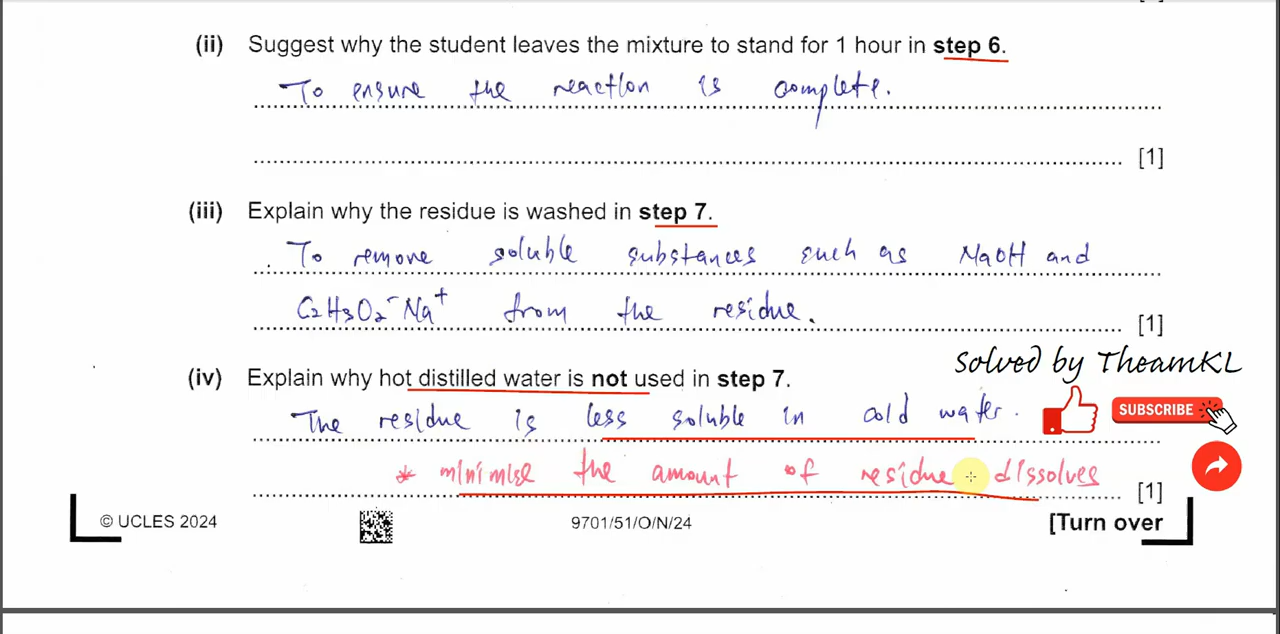 (ii) Suggest why the student leaves the mixture to stand for 1 hour in step 6.
To ensure the reaction is complete.
[1]
(iii) Explain why the residue is washed in step 7.
To remove soluble substances such as NaOH and
C2H3O2⁻Na⁺ from the residue.
[1]
Solved by TheamKL
(iv) Explain why hot distilled water is not used in step 7.
The residue is less soluble in cold water.
SUBSCRIBE
* minimise the amount of residue dissolves
[1]
© UCLES 2024
9701/51/O/N/24
[Turn over